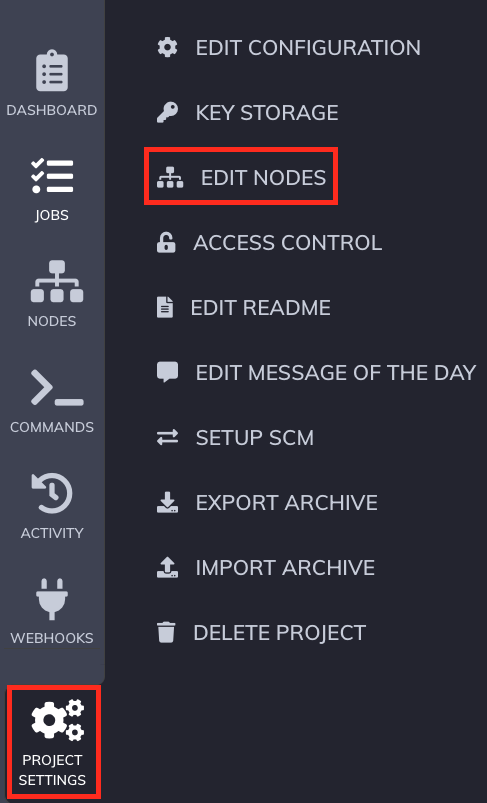 DASHBOARD
JOBS
NODES
COMMANDS
ACTIVITY
WEBHOOKS
PROJECT
SETTINGS
EDIT CONFIGURATION
KEY STORAGE
EDIT NODES
ACCESS CONTROL
EDIT README
EDIT MESSAGE OF THE DAY
SETUP SCM
EXPORT ARCHIVE
IMPORT ARCHIVE
DELETE PROJECT